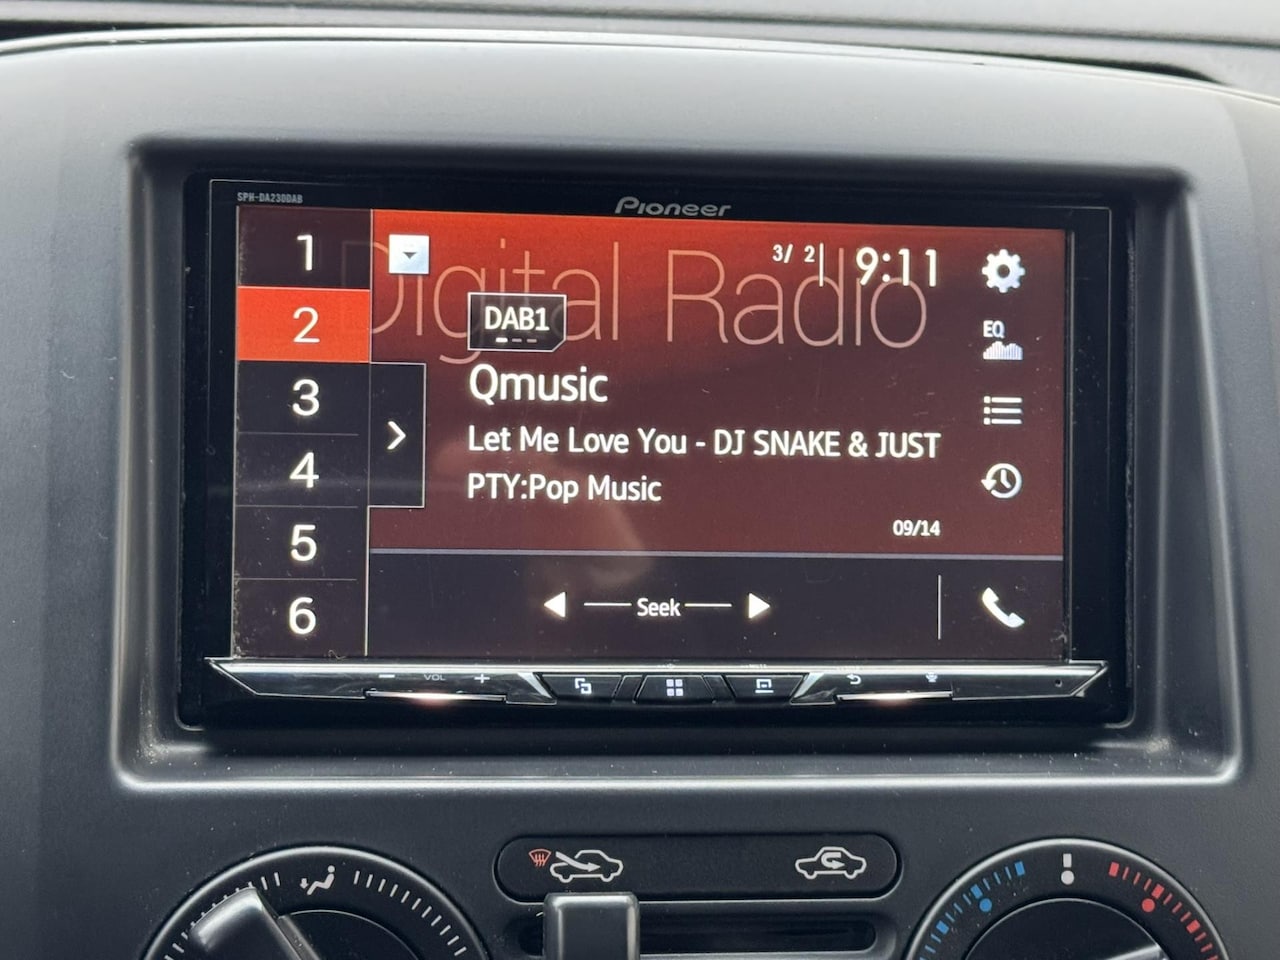 SPH-DA230DAB
Pioneer
Digital Radio
3/ 2
9:11
1
2
3
4
5
6
DAB1
EQ
Qmusic
Let Me Love You - DJ SNAKE & JUST
PTY:Pop Music
09/14
Seek
VOL